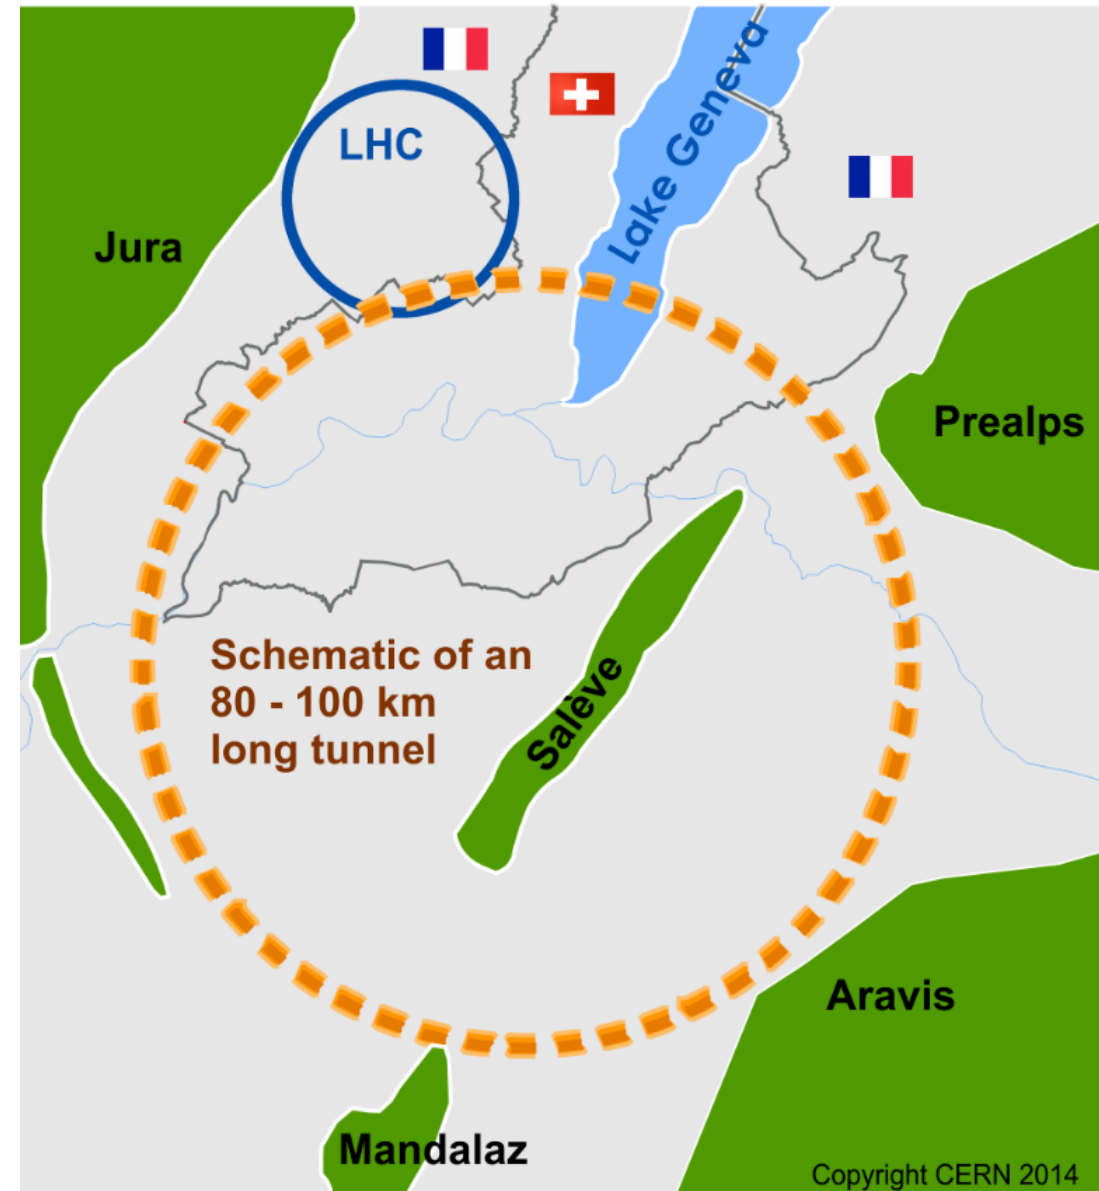 LHC
Lake Geneva
Jura
Prealps
Schematic of an
80 - 100 km
long tunnel
Salève
Aravis
Mandalaz
Copyright CERN 2014